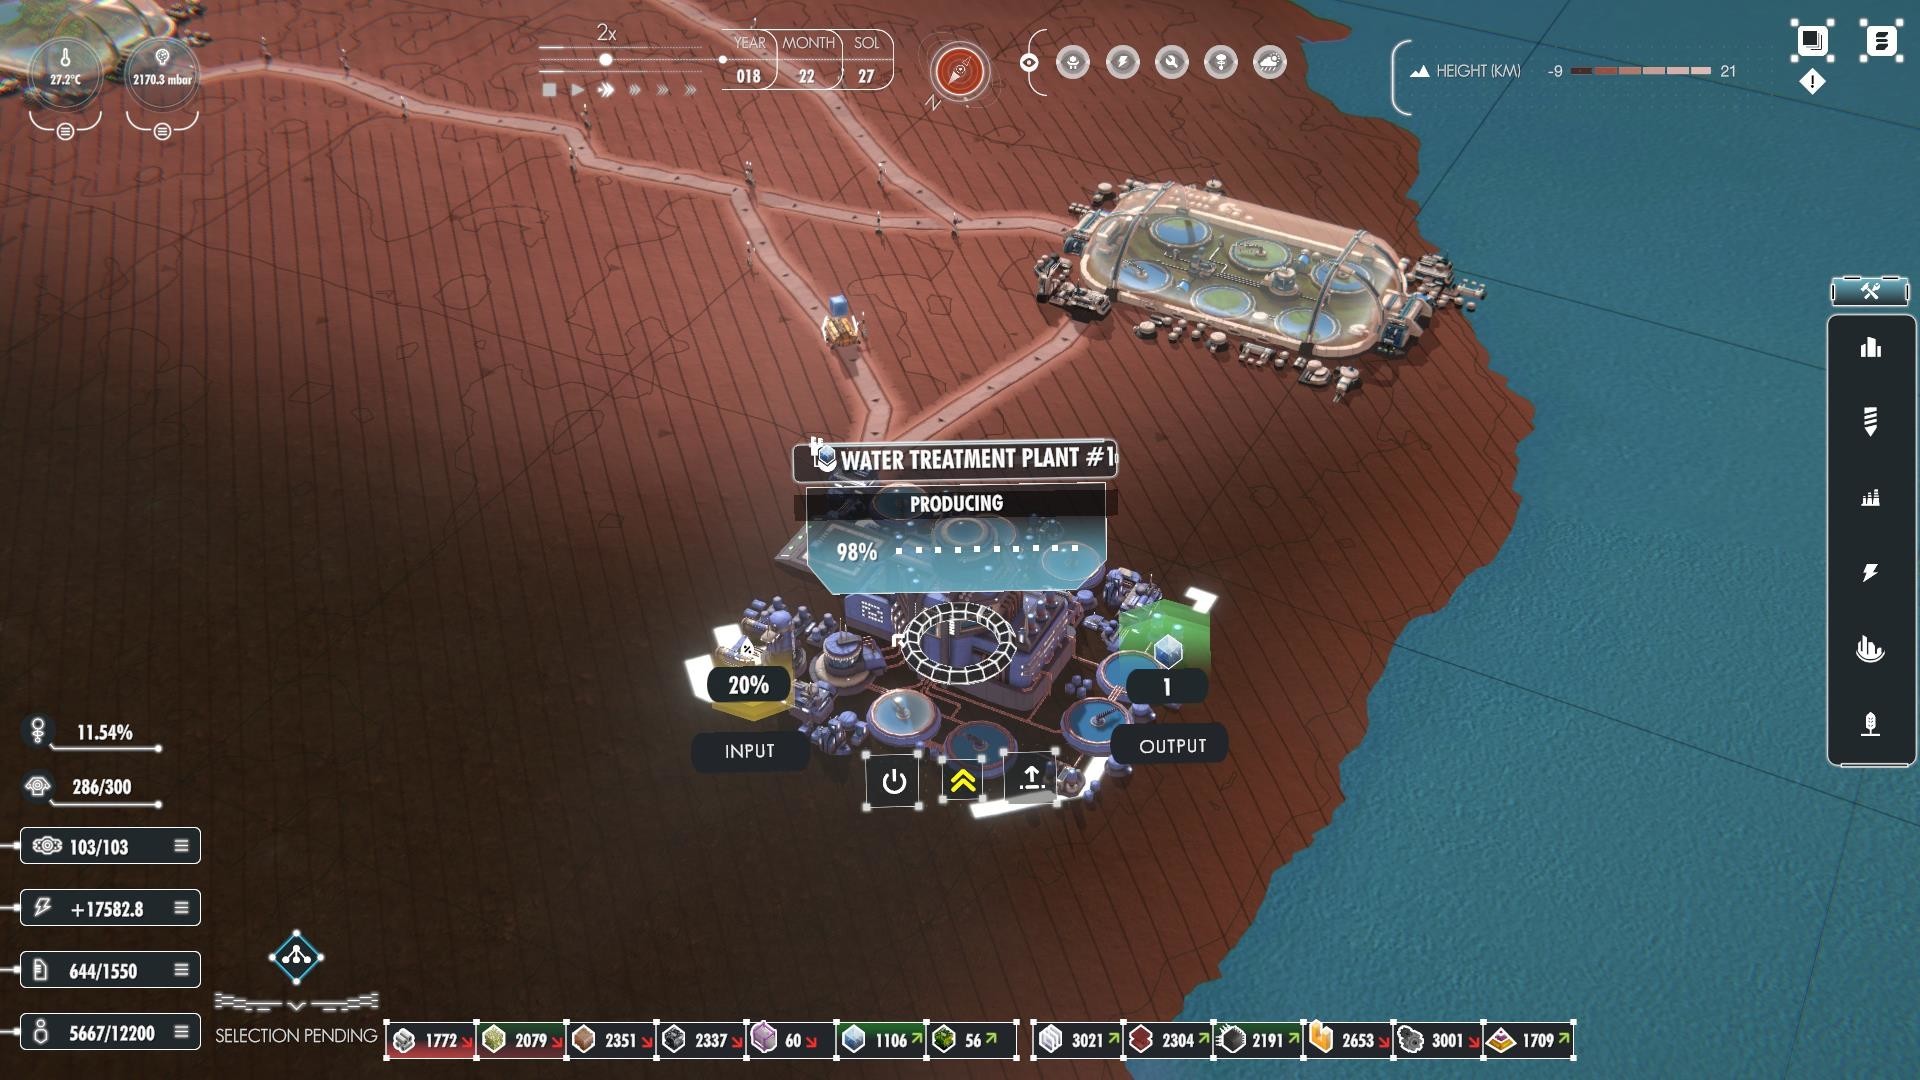 2x
YEAR MONTH SOL
018 22 27
27.2°C
2170.3 mbar
N
HEIGHT (KM) -9 21
WATER TREATMENT PLANT #1
PRODUCING
98%
20%
1
INPUT
OUTPUT
11.54%
286/300
103/103
+17582.8
644/1550
5667/12200
SELECTION PENDING
1772 2079 2351 2337 60 1106 56 3021 2304 2191 2653 3001 1709